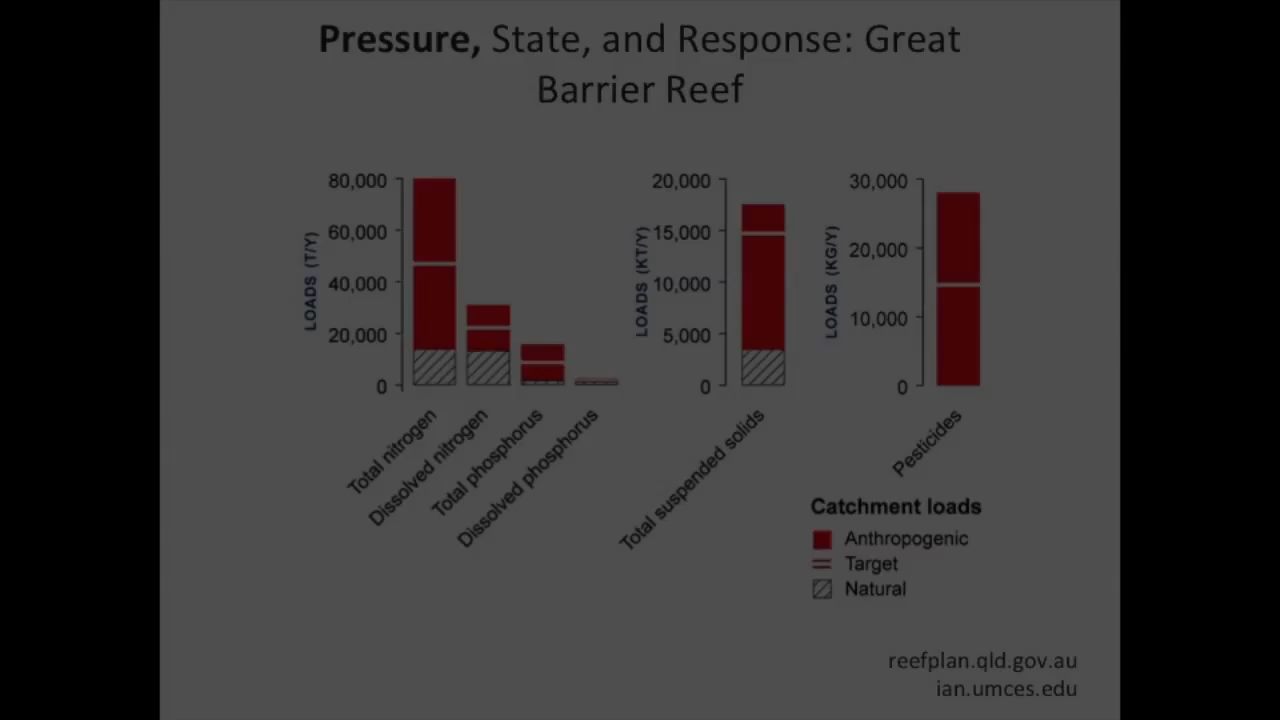 Pressure, State, and Response: Great
Barrier Reef
80,000
60,000
40,000
20,000
0
LOADS (T/Y)
Total nitrogen
Dissolved nitrogen
Total phosphorus
Dissolved phosphorus
20,000
15,000
10,000
5,000
0
LOADS (KT/Y)
Total suspended solids
30,000
20,000
10,000
0
LOADS (KG/Y)
Pesticides
Catchment loads
Anthropogenic
Target
Natural
reefplan.qld.gov.au
ian.umces.edu